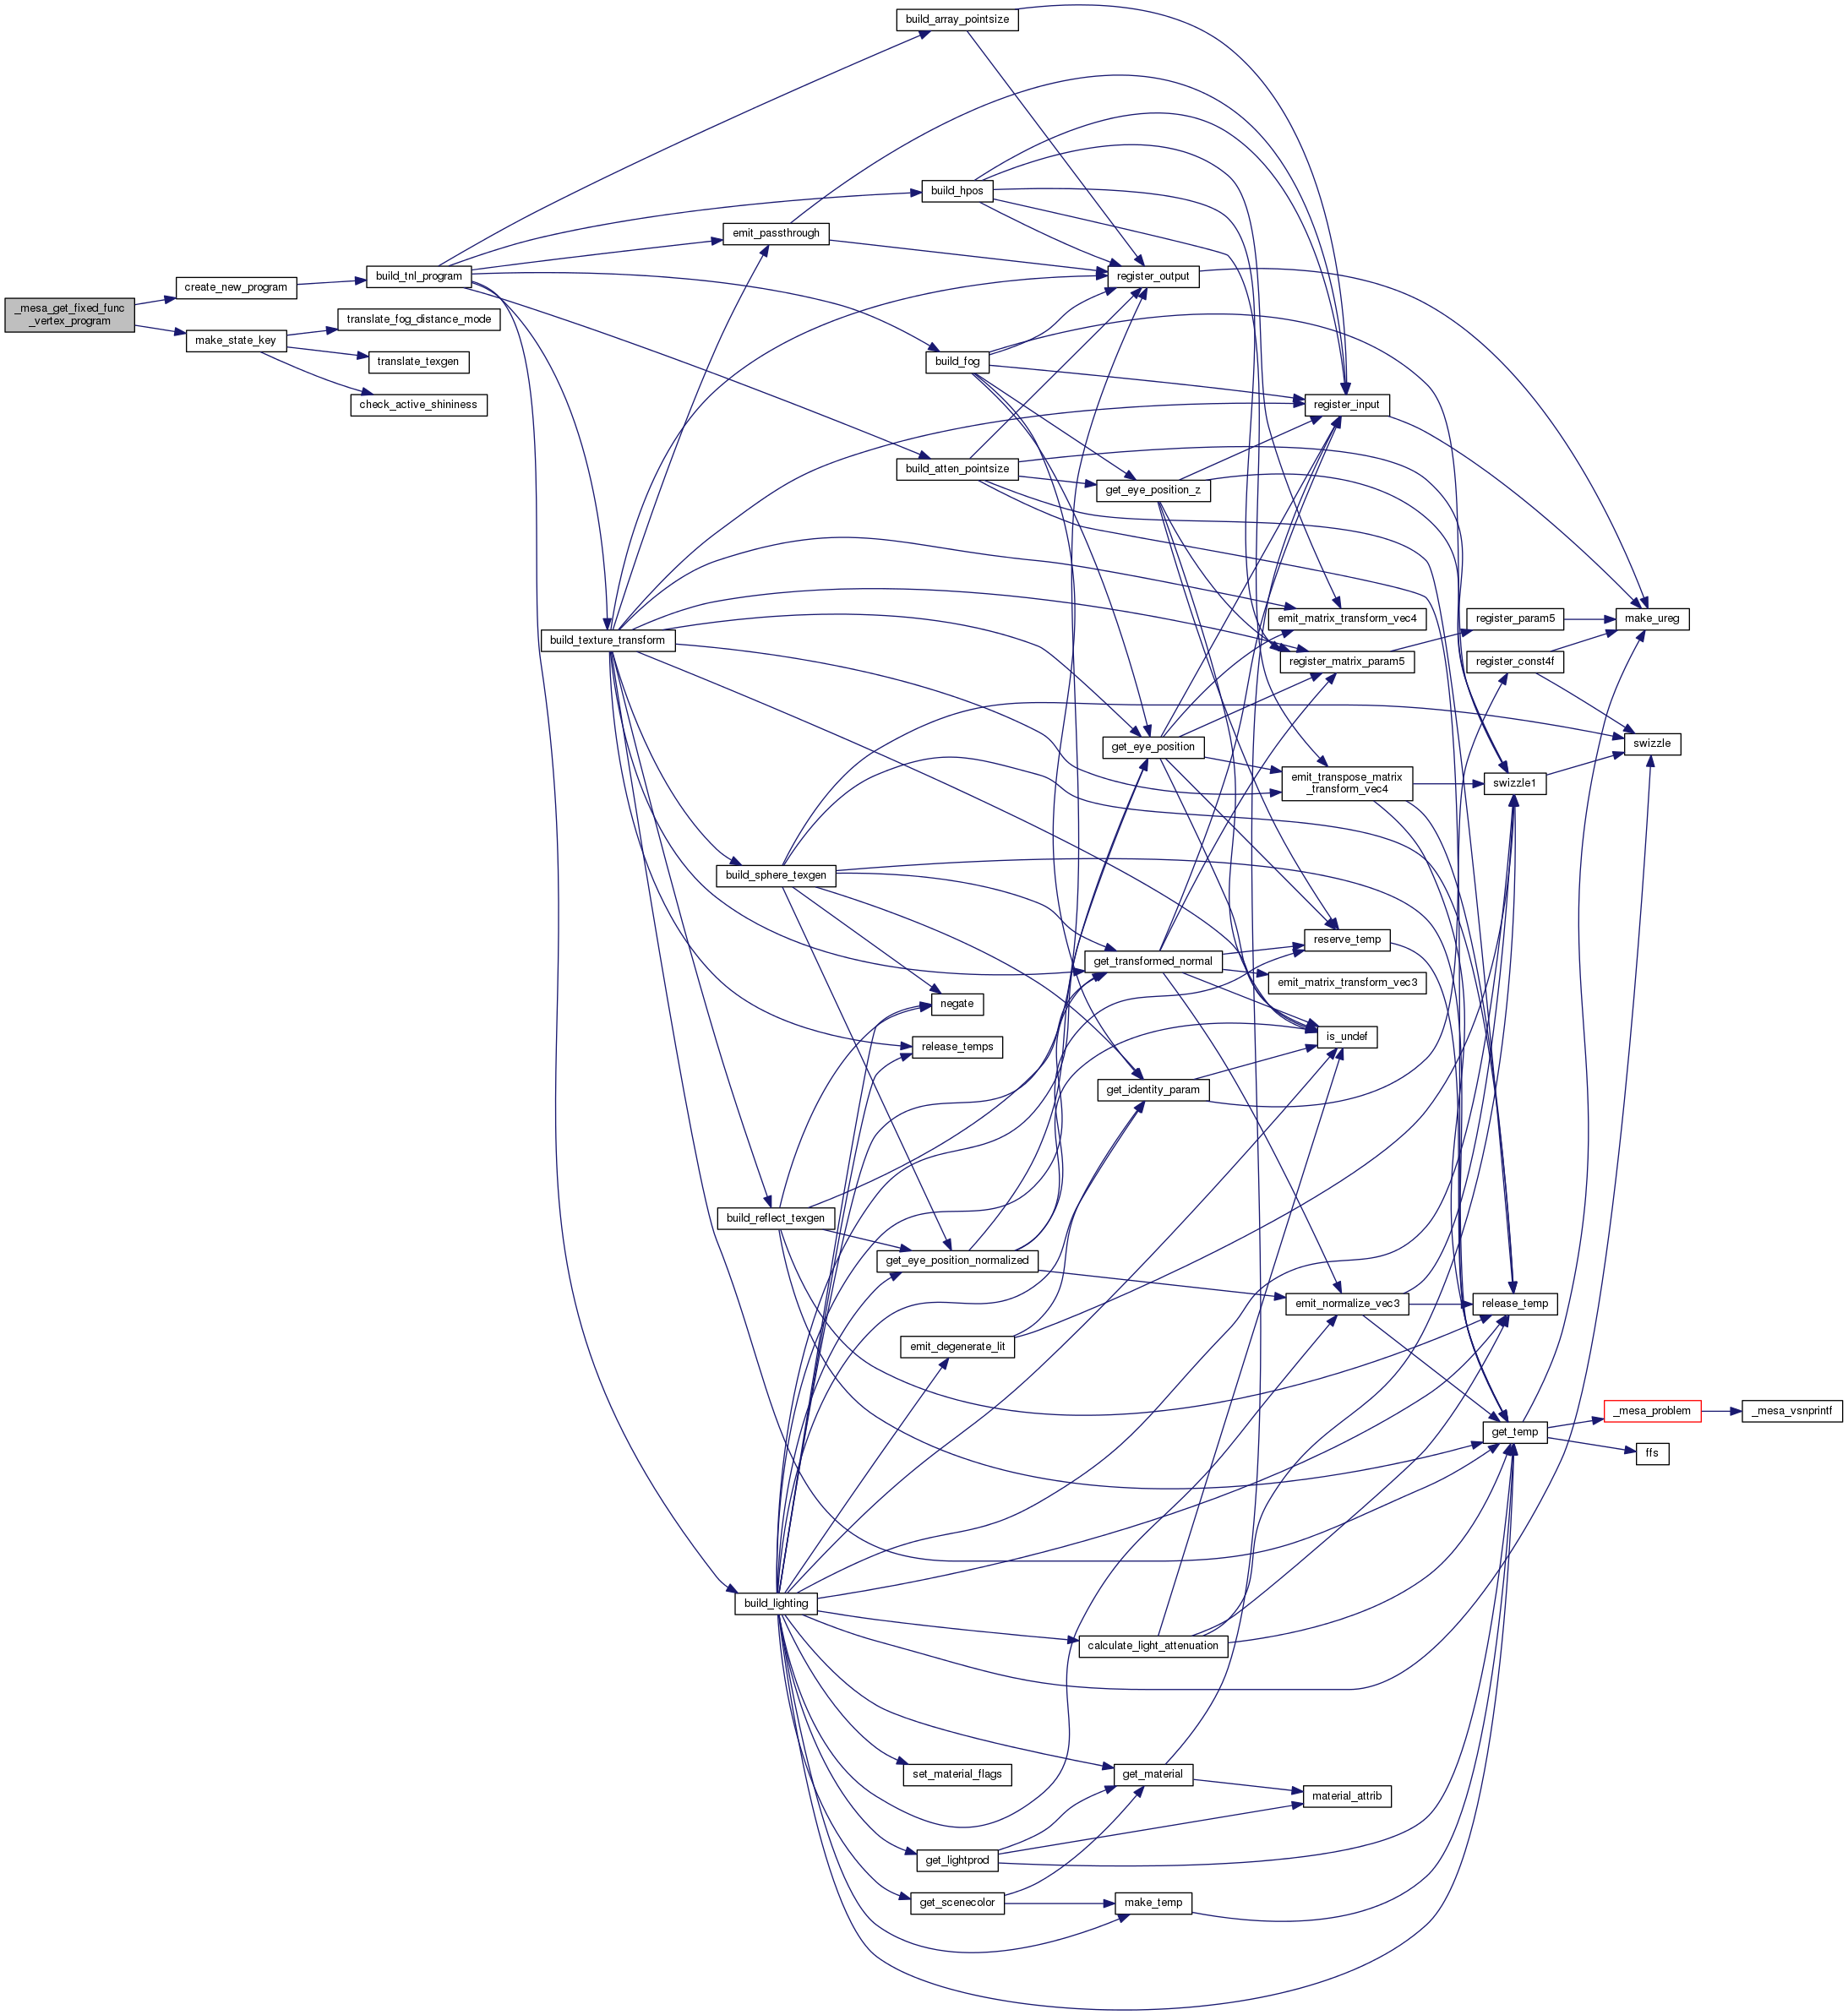 _mesa_get_fixed_func
_vertex_program
create_new_program
make_state_key
build_tnl_program
translate_fog_distance_mode
translate_texgen
check_active_shininess
build_texture_transform
emit_passthrough
build_sphere_texgen
build_reflect_texgen
build_lighting
build_array_pointsize
build_hpos
build_fog
build_atten_pointsize
negate
release_temps
get_eye_position_normalized
emit_degenerate_lit
set_material_flags
get_lightprod
get_scenecolor
register_output
get_eye_position_z
get_eye_position
get_transformed_normal
get_identity_param
calculate_light_attenuation
get_material
make_temp
register_input
emit_matrix_transform_vec4
register_matrix_param5
emit_transpose_matrix
_transform_vec4
reserve_temp
emit_matrix_transform_vec3
is_undef
emit_normalize_vec3
material_attrib
register_param5
register_const4f
swizzle1
release_temp
get_temp
make_ureg
swizzle
_mesa_problem
ffs
_mesa_vsnprintf